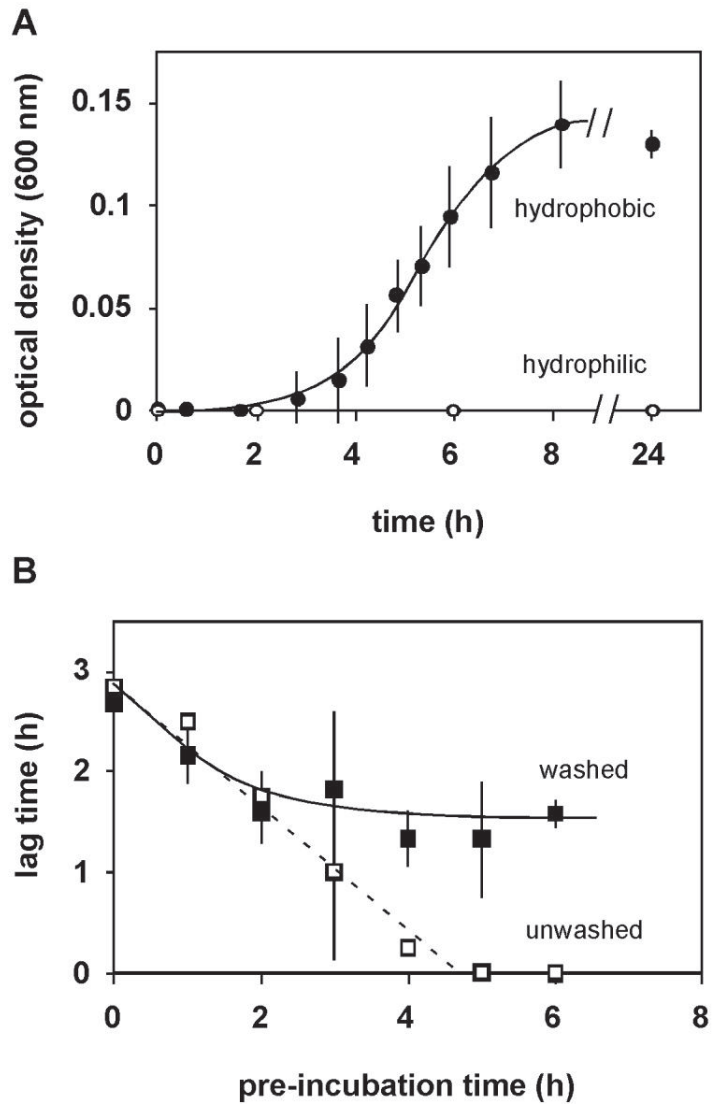 A
optical density (600 nm)
0.15
0.1
0.05
0
hydrophobic
hydrophilic
0 2 4 6 8 24
time (h)
B
lag time (h)
3
2
1
0
washed
unwashed
0 2 4 6 8
pre-incubation time (h)